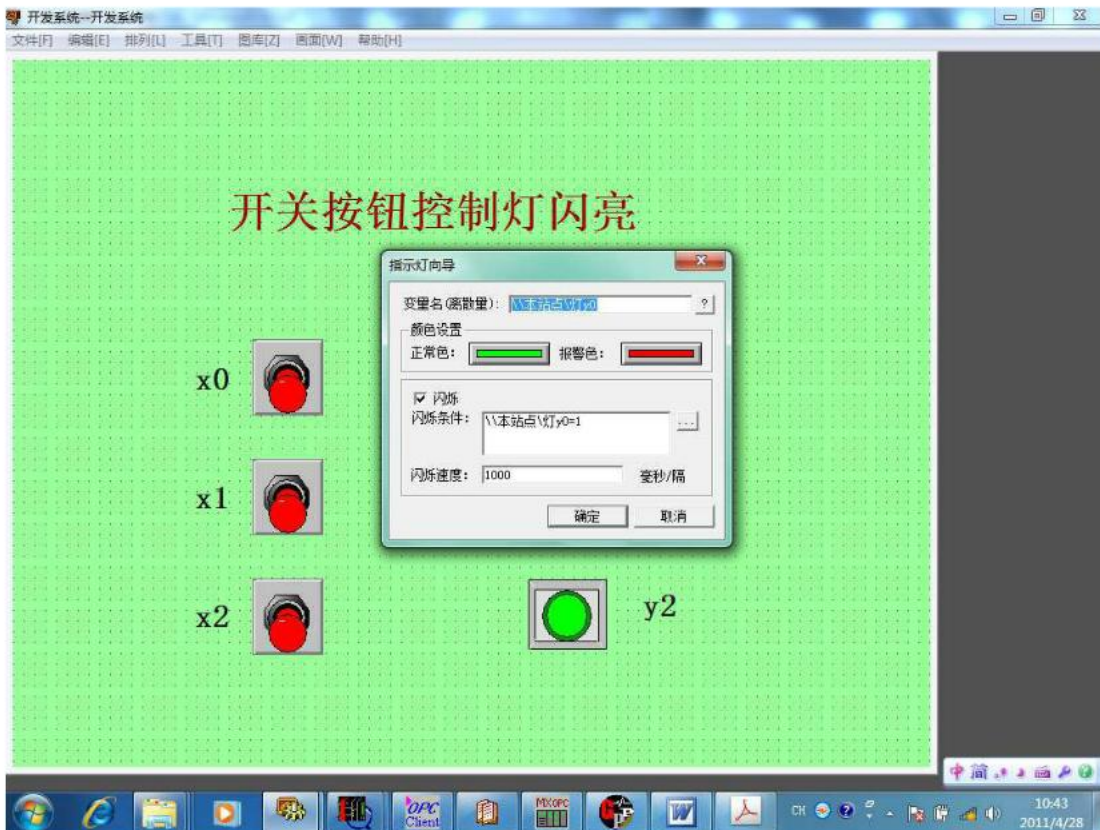 开发系统--开发系统
文件[F] 编辑[E] 排列[L] 工具[T] 图库[Z] 画面[W] 帮助[H]
开关按钮控制灯闪亮
指示灯向导
变量名(离散量): \\本站点\灯y0 ?
颜色设置
正常色: 报警色:
闪烁
闪烁条件: \\本站点\灯y0=1 ...
闪烁速度: 1000 毫秒/隔
确定 取消
x0
x1
x2
y2
中 简
OPC Client
MXOPC
CH
10:43
2011/4/28